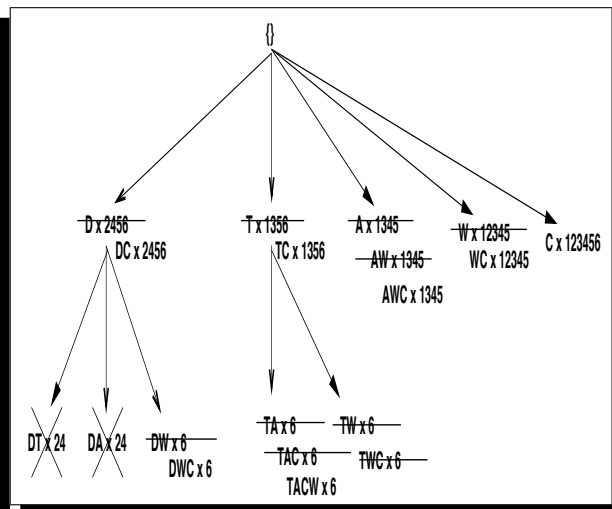 {}
D x 2456
DC x 2456
T x 1356
TC x 1356
A x 1345
AW x 1345
AWC x 1345
W x 12345
WC x 12345
C x 123456
DT x 24
DA x 24
DW x 6
DWC x 6
TA x 6
TAC x 6
TACW x 6
TW x 6
TWC x 6